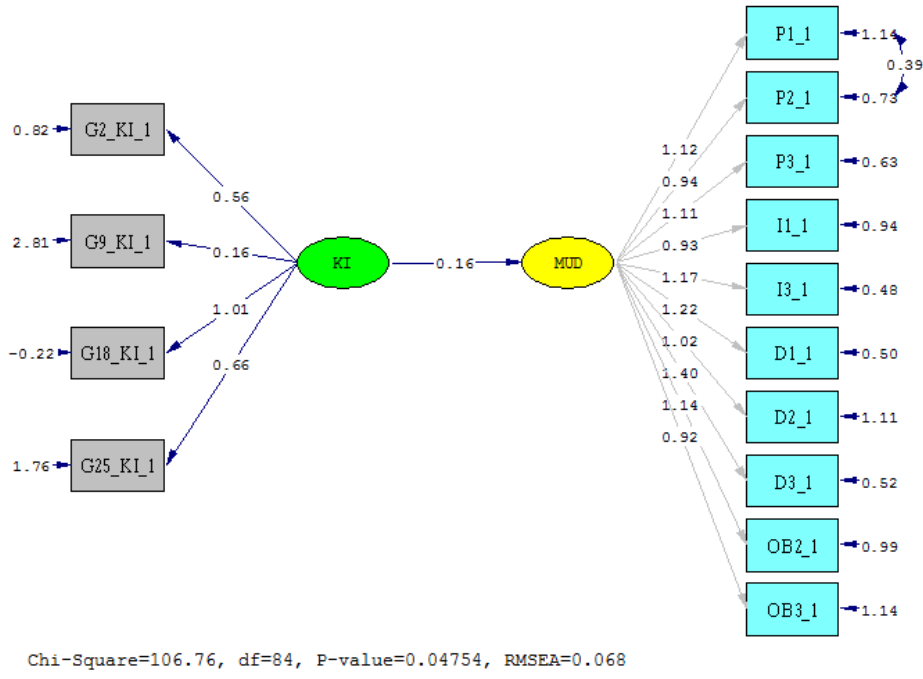 P1_1
1.14
0.39
P2_1
0.73
0.82
G2_KI_1
1.12
P3_1
0.63
0.94
0.56
1.11
I1_1
0.94
2.81
G9_KI_1
0.16
0.93
KI
0.16
MUD
1.17
I3_1
0.48
1.01
1.22
-0.22
G18_KI_1
1.02
D1_1
0.50
0.66
1.40
1.14
D2_1
1.11
0.92
1.76
G25_KI_1
D3_1
0.52
OB2_1
0.99
OB3_1
1.14
Chi-Square=106.76, df=84, P-value=0.04754, RMSEA=0.068